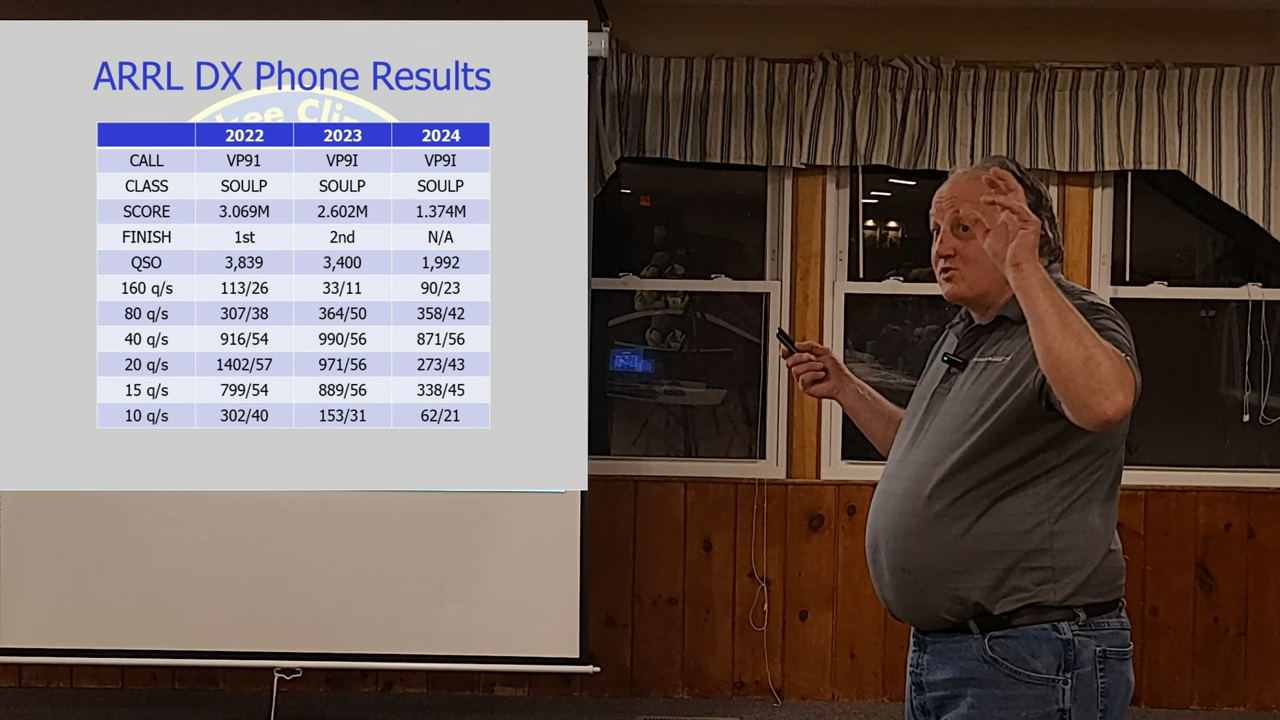 ARRL DX Phone Results
kee Clip
2022 2023 2024
CALL VP91 VP9I VP9I
CLASS SOULP SOULP SOULP
SCORE 3.069M 2.602M 1.374M
FINISH 1st 2nd N/A
QSO 3,839 3,400 1,992
160 q/s 113/26 33/11 90/23
80 q/s 307/38 364/50 358/42
40 q/s 916/54 990/56 871/56
20 q/s 1402/57 971/56 273/43
15 q/s 799/54 889/56 338/45
10 q/s 302/40 153/31 62/21